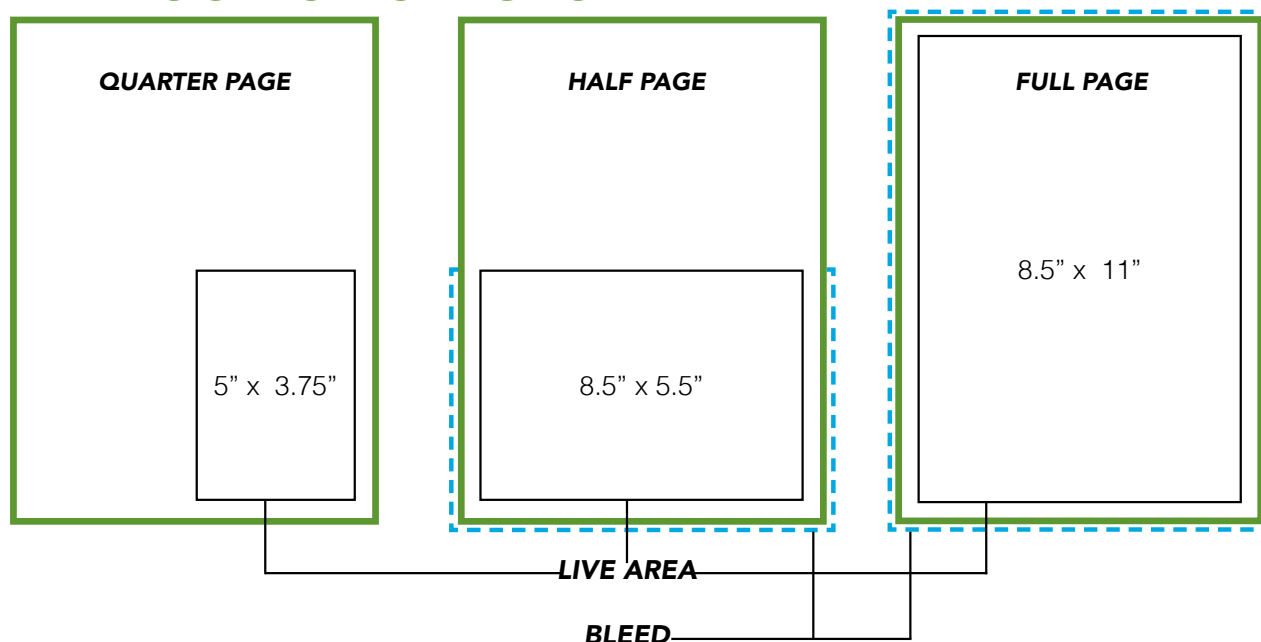 QUARTER PAGE
HALF PAGE
FULL PAGE
5” x 3.75”
8.5” x 5.5”
8.5” x 11”
LIVE AREA
BLEED